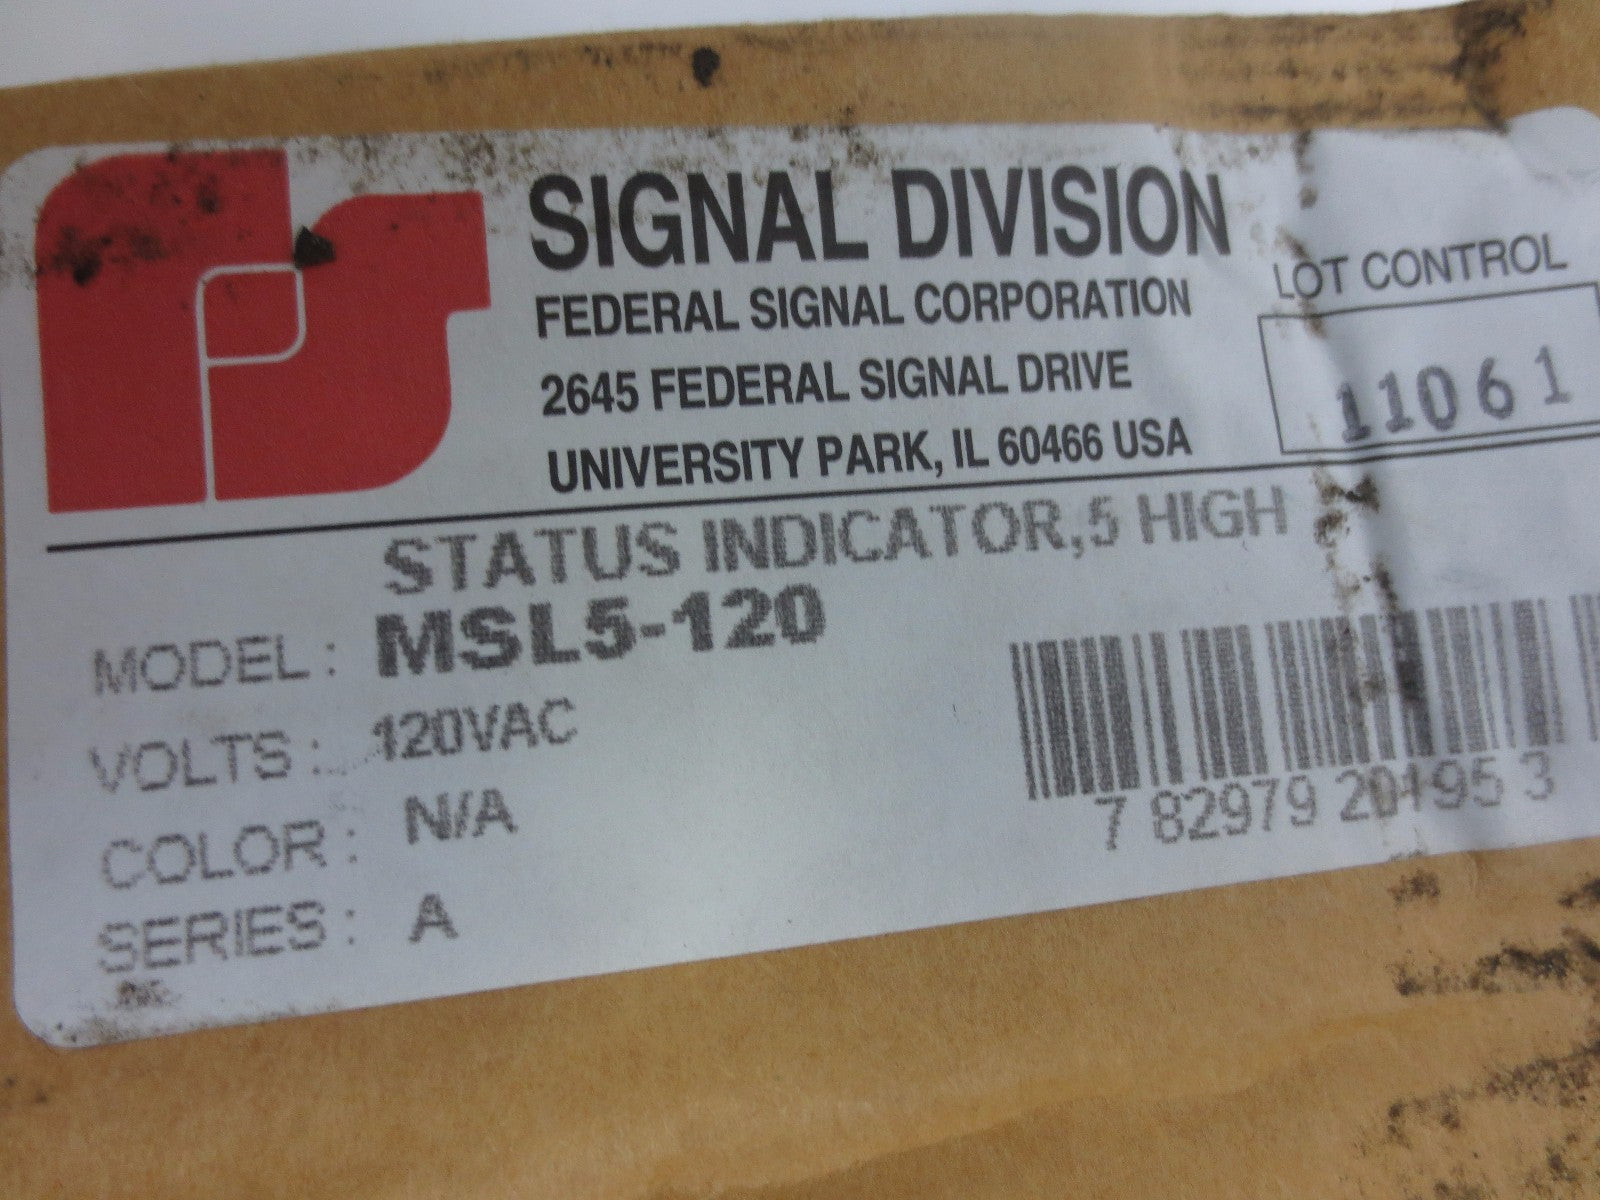 SIGNAL DIVISION
FEDERAL SIGNAL CORPORATION
2645 FEDERAL SIGNAL DRIVE
UNIVERSITY PARK, IL 60466 USA
LOT CONTROL
11061
STATUS INDICATOR,5 HIGH
MODEL: MSL5-120
VOLTS: 120VAC
COLOR: N/A
SERIES: A
7 82979 20195 3